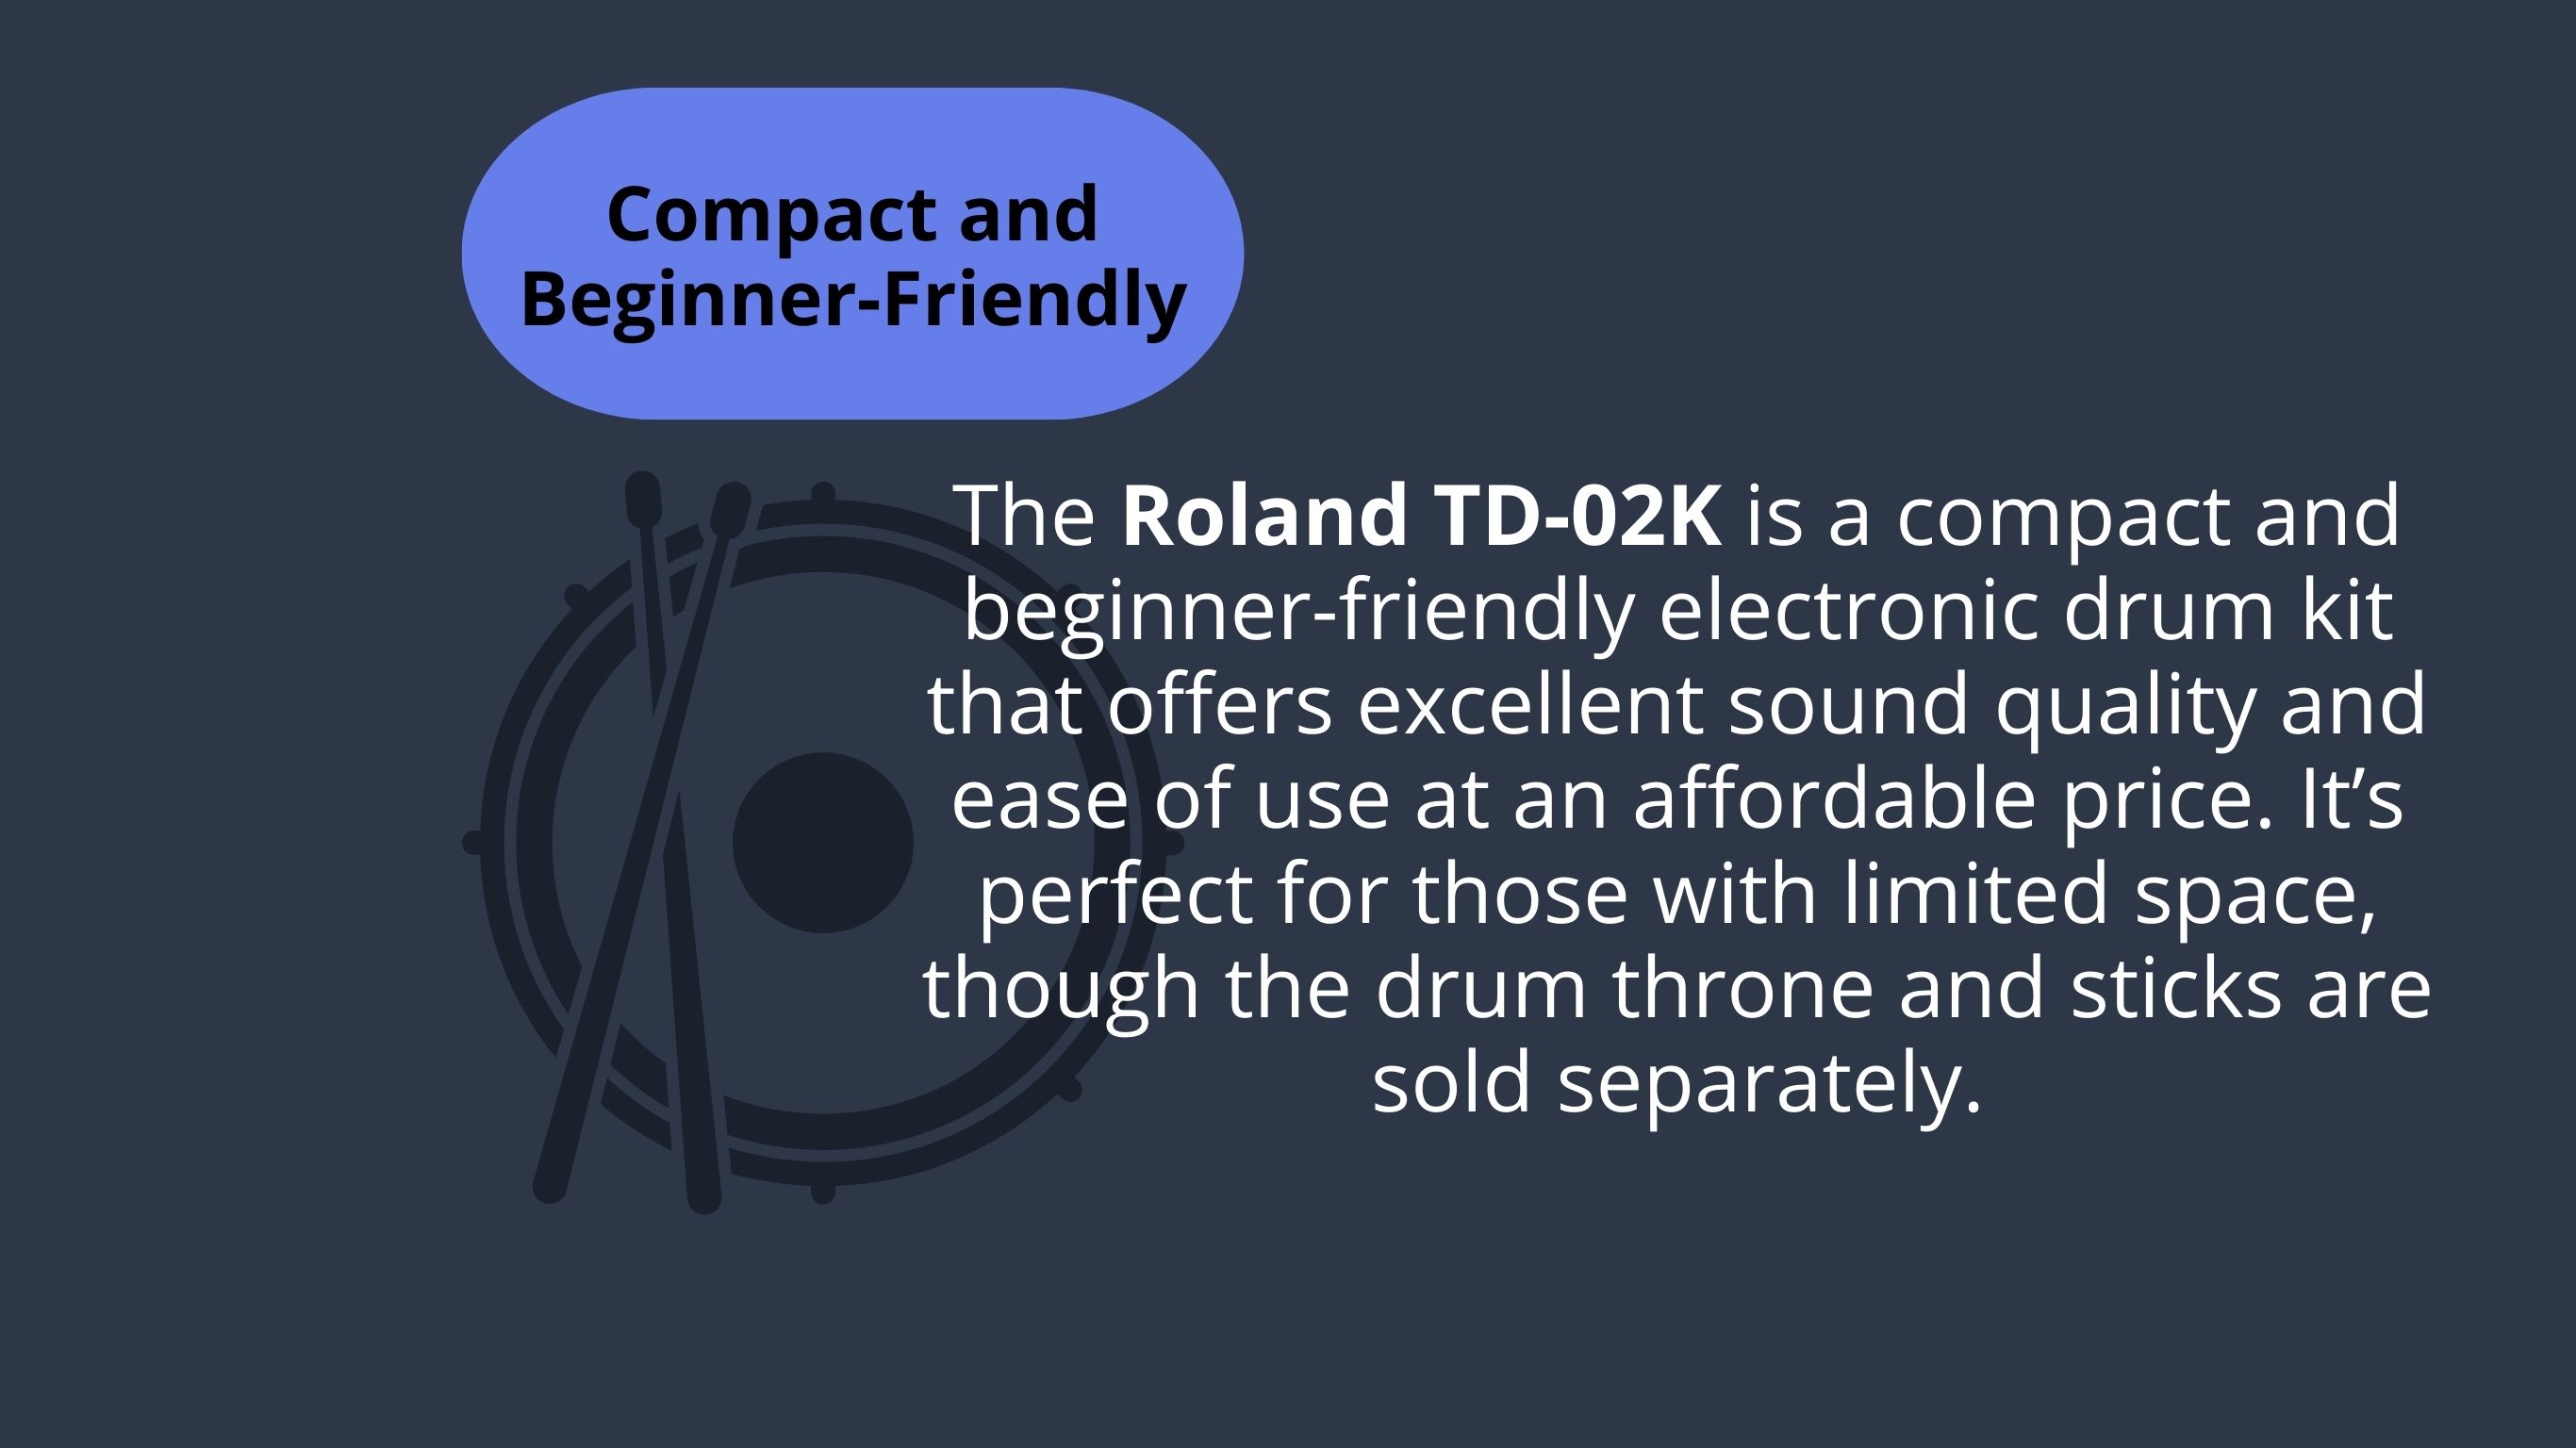 Compact and
Beginner-Friendly
The Roland TD-02K is a compact and
beginner-friendly electronic drum kit
that offers excellent sound quality and
ease of use at an affordable price. It’s
perfect for those with limited space,
though the drum throne and sticks are
sold separately.